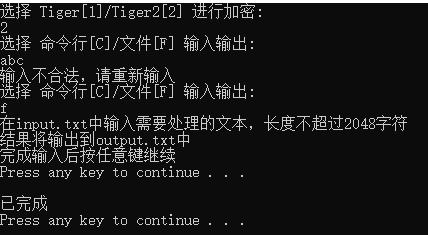 选择 Tiger[1]/Tiger2[2] 进行加密:
2
选择 命令行[C]/文件[F] 输入输出:
abc
输入不合法，请重新输入
选择 命令行[C]/文件[F] 输入输出:
f
在input.txt中输入需要处理的文本，长度不超过2048字符
结果将输出到output.txt中
完成输入后按任意键继续
Press any key to continue . . .
已完成
Press any key to continue . . .